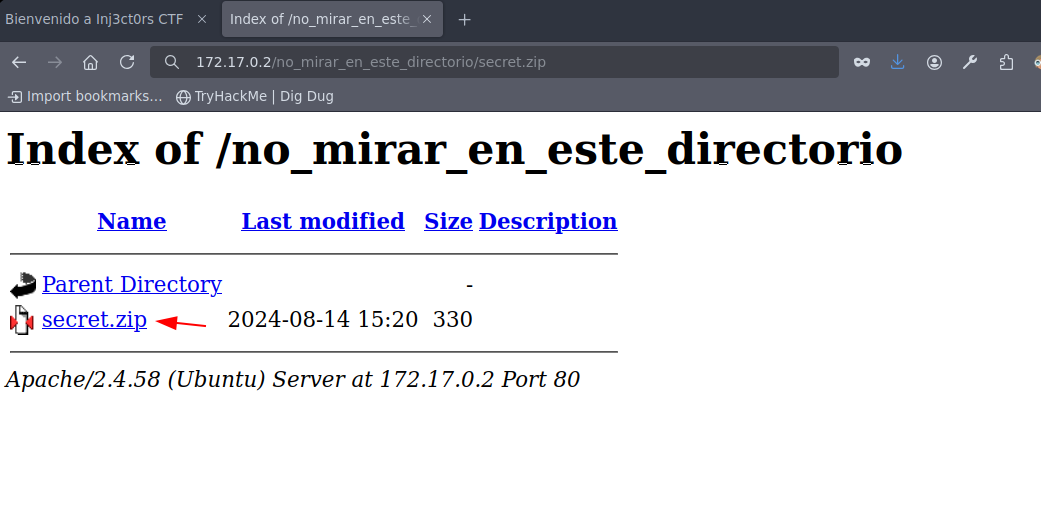 Bienvenido a Inj3ct0rs CTF
Index of /no_mirar_en_este_
172.17.0.2/no_mirar_en_este_directorio/secret.zip
Import bookmarks... TryHackMe | Dig Dug
Index of /no_mirar_en_este_directorio
Name Last modified Size Description
Parent Directory -
secret.zip 2024-08-14 15:20 330
Apache/2.4.58 (Ubuntu) Server at 172.17.0.2 Port 80